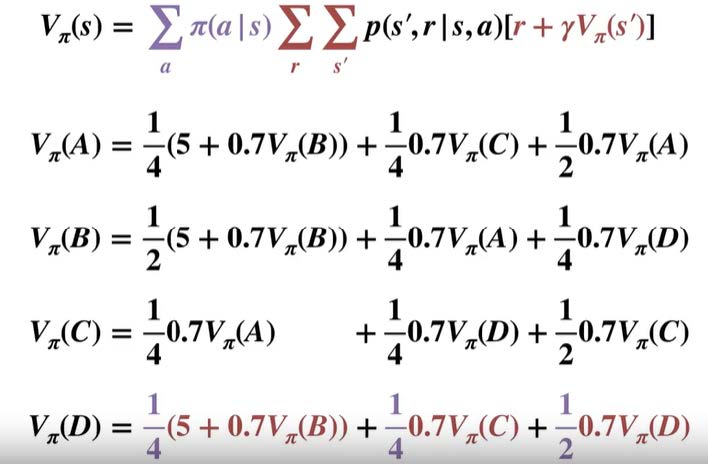 V_π(s) = ∑_a π(a|s) ∑_r ∑_s′ p(s′, r|s, a)[r + γV_π(s′)]
V_π(A) = 1/4(5 + 0.7V_π(B)) + 1/4 0.7V_π(C) + 1/2 0.7V_π(A)
V_π(B) = 1/2(5 + 0.7V_π(B)) + 1/4 0.7V_π(A) + 1/4 0.7V_π(D)
V_π(C) = 1/4 0.7V_π(A) + 1/4 0.7V_π(D) + 1/2 0.7V_π(C)
V_π(D) = 1/4(5 + 0.7V_π(B)) + 1/4 0.7V_π(C) + 1/2 0.7V_π(D)